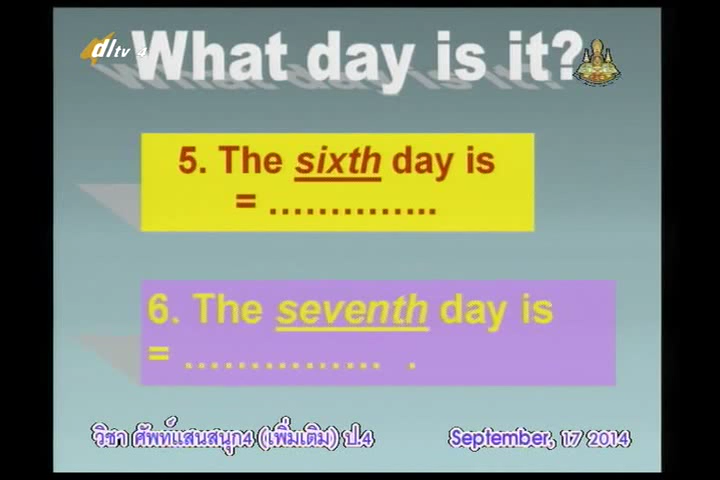 dltv 4
What day is it?
5. The sixth day is
= ..............
6. The seventh day is
= ............... .
วิชา ศัพท์แสนสนุก4 (เพิ่มเติม) ป.4
September, 17 2014